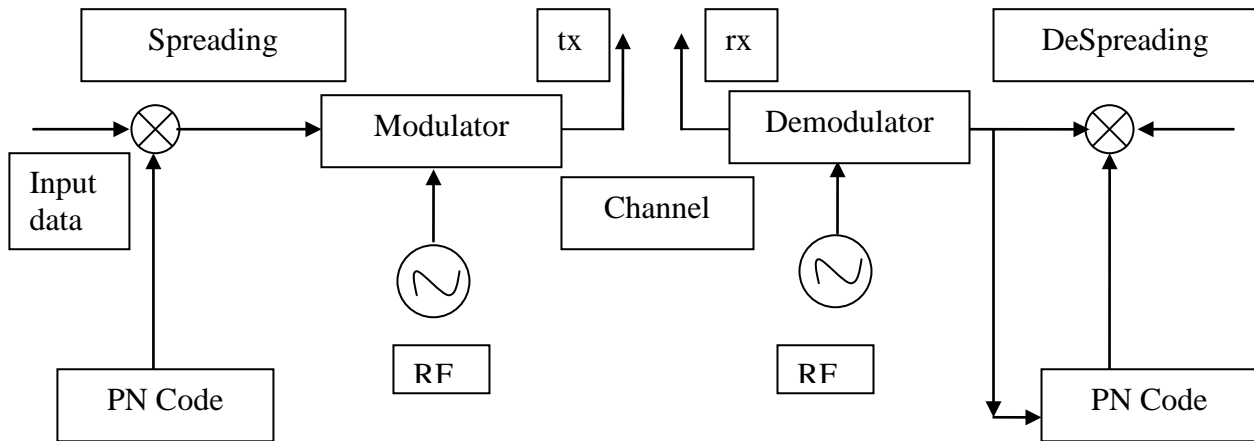 Spreading
tx
rx
DeSpreading
Modulator
Demodulator
Input
data
Channel
RF
RF
PN Code
PN Code